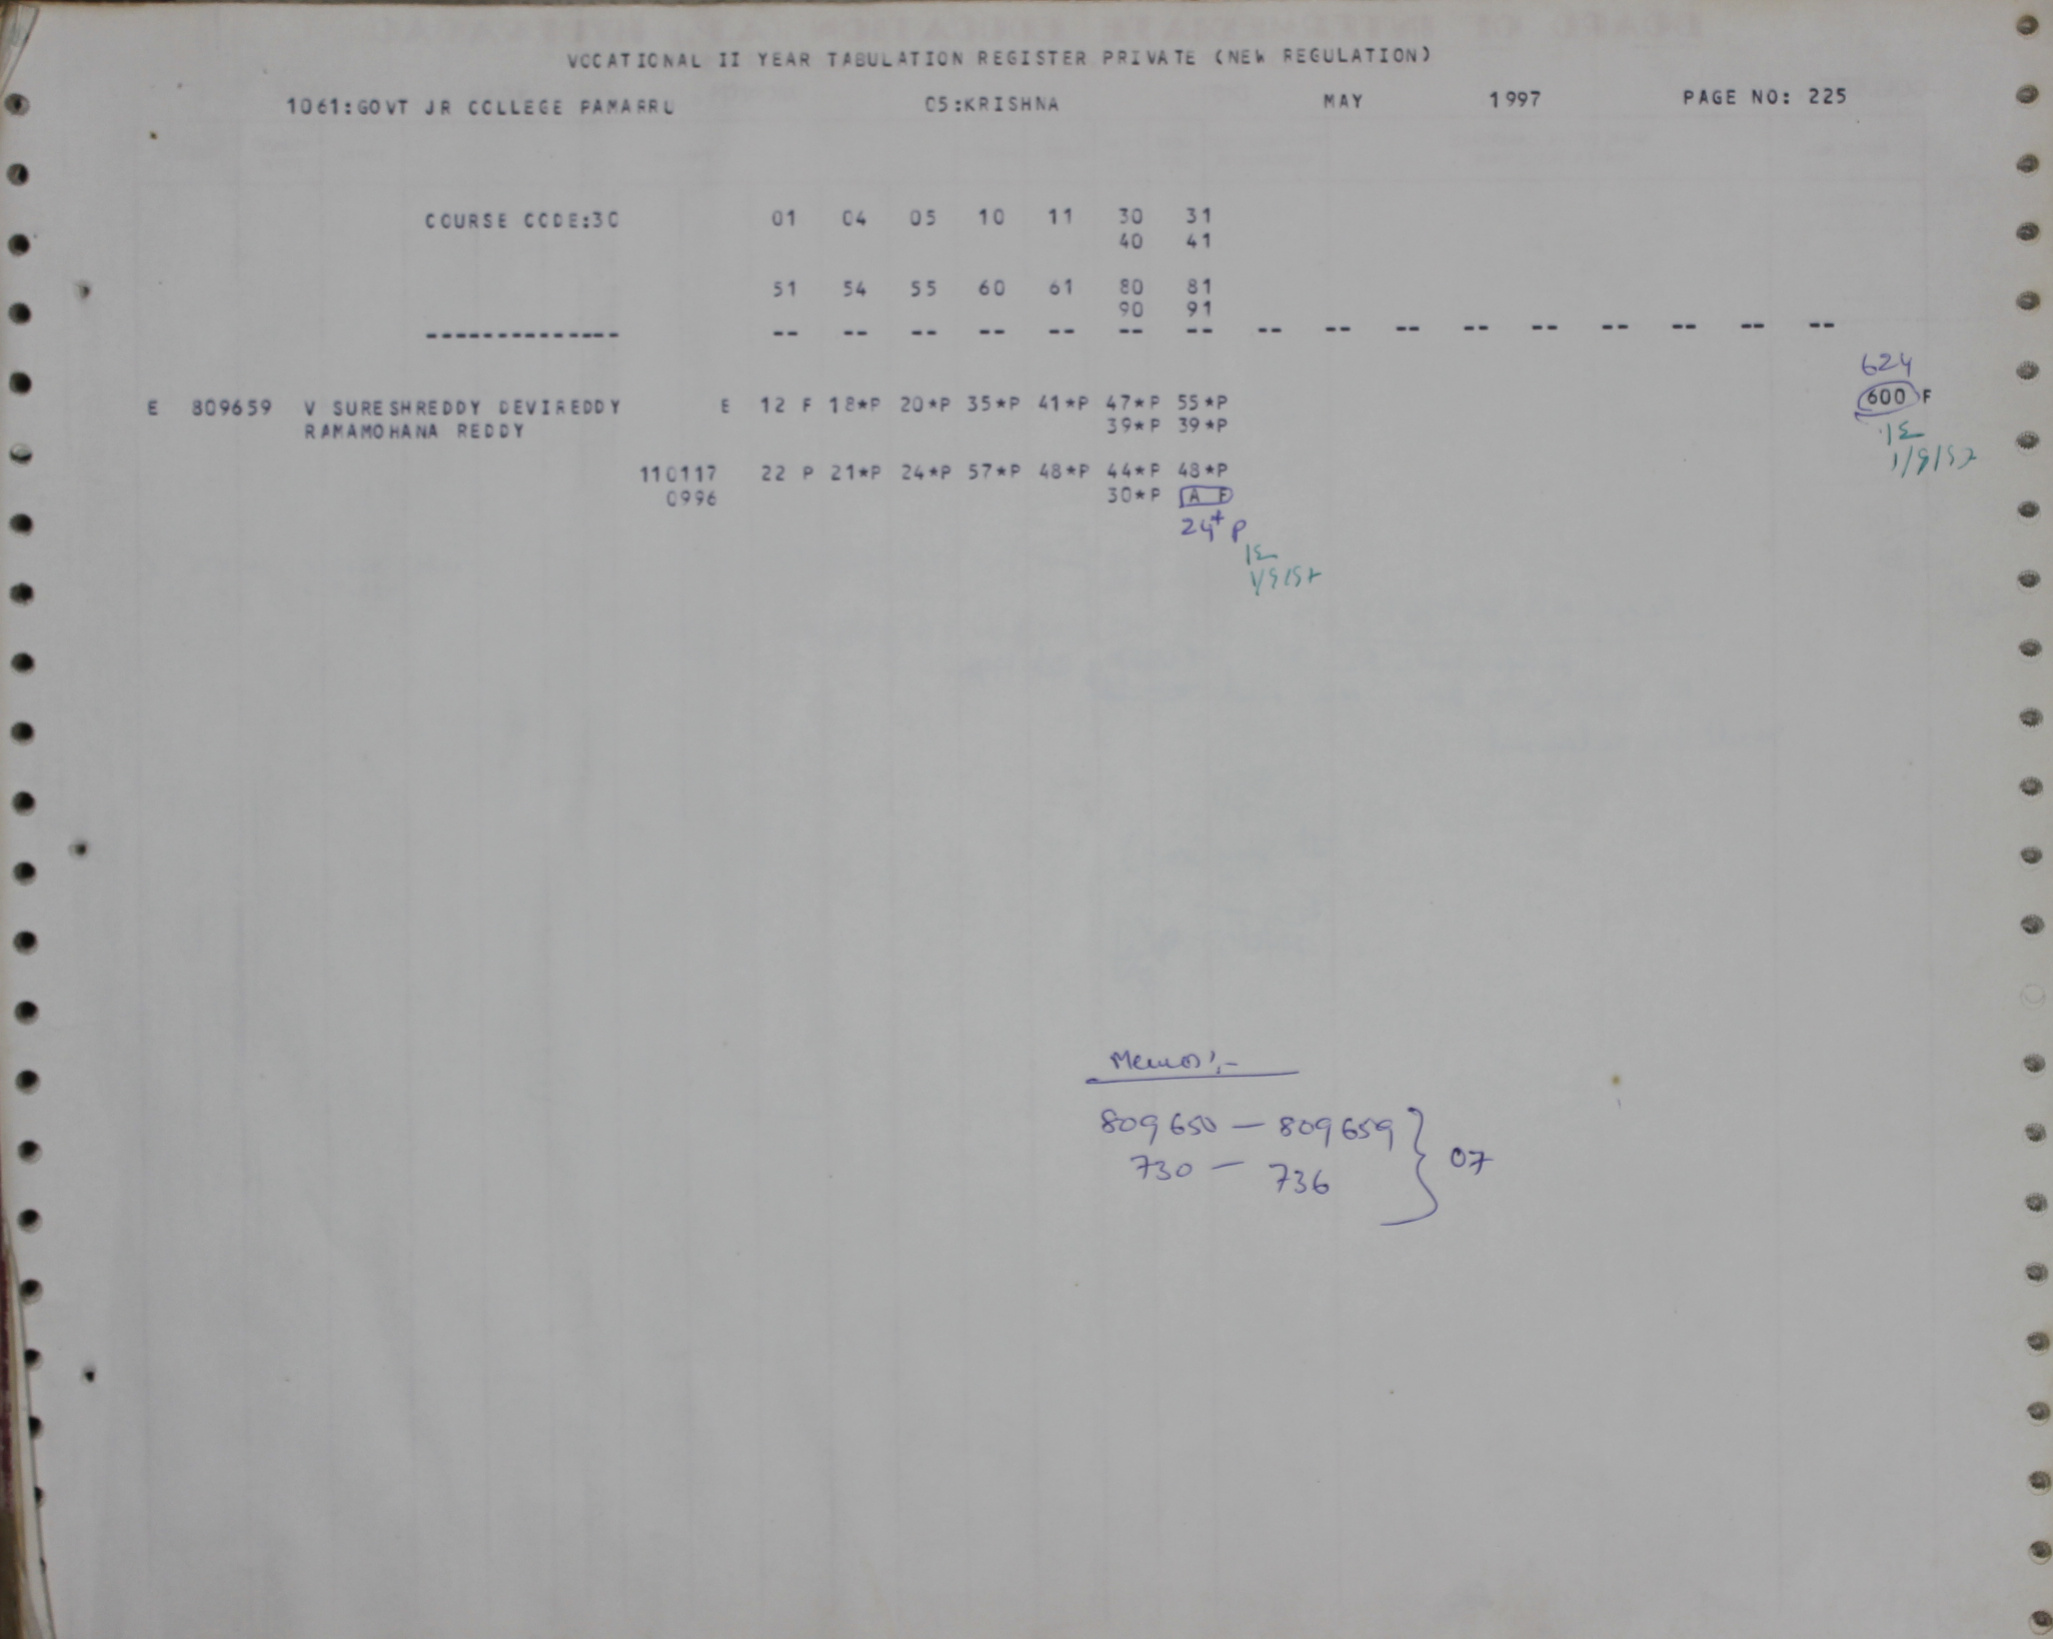 VOCATIONAL II YEAR TABULATION REGISTER PRIVATE (NEW REGULATION)
1061:GOVT JR COLLEGE PAMARRU 05:KRISHNA MAY 1997 PAGE NO: 225
COURSE CODE:30 01 04 05 10 11 30 31
40 41
51 54 55 60 61 80 81
90 91
-------------- -- -- -- -- -- -- -- -- -- -- -- -- -- -- -- --
624
E 809659 V SURESHREDDY DEVIREDDY E 12 F 18*P 20*P 35*P 41*P 47*P 55*P 600 F
RAMAMOHANA REDDY 39*P 39*P
110117 22 P 21*P 24*P 57*P 48*P 44*P 48*P
0996 30*P A F
24* P
Memos:-
809650 — 809659
730 — 736 } 07